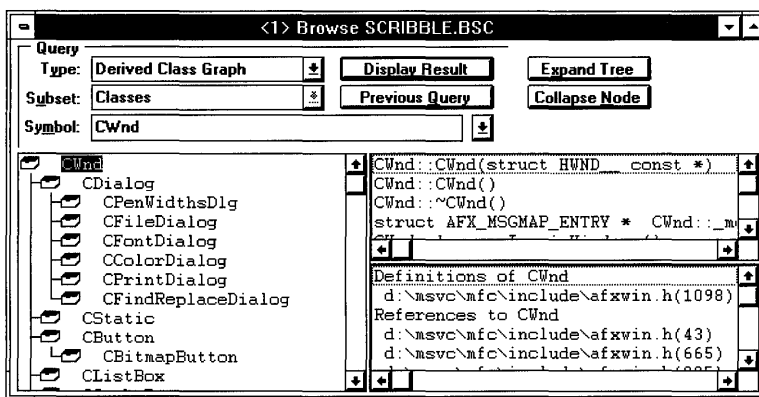 <1> Browse SCRIBBLE.BSC
Query
Type: Derived Class Graph Display Result Expand Tree
Subset: Classes Previous Query Collapse Node
Symbol: CWnd
CWnd
CDialog
CPenWidthsDlg
CFileDialog
CFontDialog
CColorDialog
CPrintDialog
CFindReplaceDialog
CStatic
CButton
CBitmapButton
CListBox
CWnd::CWnd(struct HWND__ const *)
CWnd::CWnd()
CWnd::~CWnd()
struct AFX_MSGMAP_ENTRY * CWnd::_m
Definitions of CWnd
d:\msvc\mfc\include\afxwin.h(1098)
References to CWnd
d:\msvc\mfc\include\afxwin.h(43)
d:\msvc\mfc\include\afxwin.h(665)